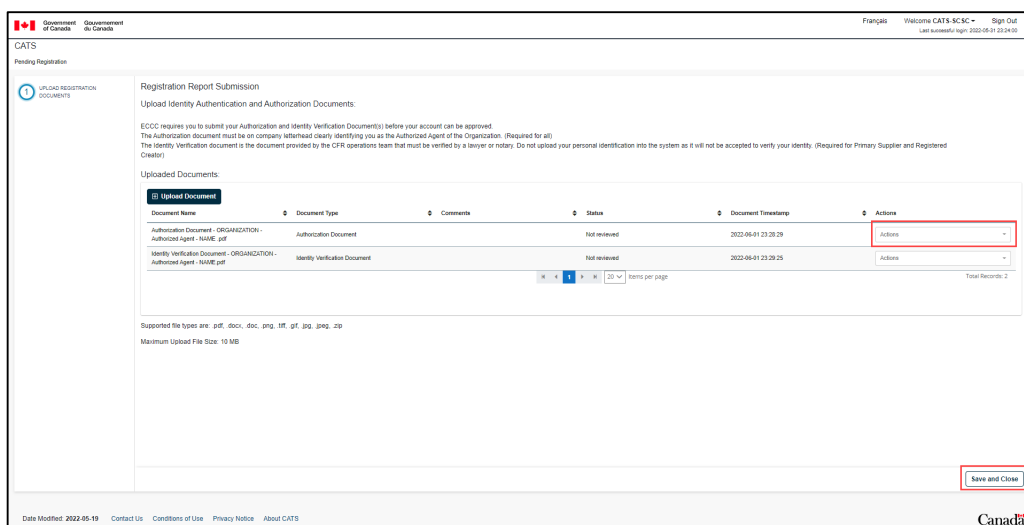 Government of Canada
Gouvernement du Canada
Français
Welcome CATS-SCSC
Sign Out
Last successful login: 2022-05-31 23:24:00
CATS
Pending Registration
1
UPLOAD REGISTRATION
DOCUMENTS
Registration Report Submission
Upload Identity Authentication and Authorization Documents:
ECCC requires you to submit your Authorization and Identity Verification Document(s) before your account can be approved.
The Authorization document must be on company letterhead clearly identifying you as the Authorized Agent of the Organization. (Required for all)
The Identity Verification document is the document provided by the CFR operations team that must be verified by a lawyer or notary. Do not upload your personal identification into the system as it will not be accepted to verify your identity. (Required for Primary Supplier and Registered
Creator)
Uploaded Documents:
Upload Document
Document Name Document Type Comments Status Document Timestamp Actions
Authorization Document - ORGANIZATION -
Authorized Agent - NAME .pdf
Authorization Document Not reviewed 2022-06-01 23:28:29 Actions
Identity Verification Document - ORGANIZATION -
Authorized Agent - NAME.pdf
Identity Verification Document Not reviewed 2022-06-01 23:29:25 Actions
1 20 items per page Total Records: 2
Supported file types are: .pdf, .docx, .doc, .png, .tiff, .gif, .jpg, .jpeg, .zip
Maximum Upload File Size: 10 MB
Save and Close
Date Modified: 2022-05-19 Contact Us Conditions of Use Privacy Notice About CATS
Canada